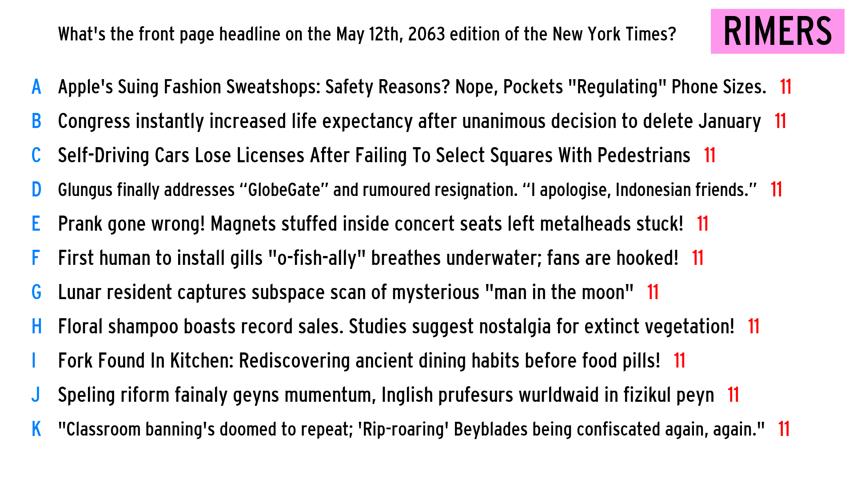 What's the front page headline on the May 12th, 2063 edition of the New York Times?
RIMERS
A Apple's Suing Fashion Sweatshops: Safety Reasons? Nope, Pockets "Regulating" Phone Sizes. 11
B Congress instantly increased life expectancy after unanimous decision to delete January 11
C Self-Driving Cars Lose Licenses After Failing To Select Squares With Pedestrians 11
D Glungus finally addresses “GlobeGate” and rumoured resignation. “I apologise, Indonesian friends.” 11
E Prank gone wrong! Magnets stuffed inside concert seats left metalheads stuck! 11
F First human to install gills "o-fish-ally" breathes underwater; fans are hooked! 11
G Lunar resident captures subspace scan of mysterious "man in the moon" 11
H Floral shampoo boasts record sales. Studies suggest nostalgia for extinct vegetation! 11
I Fork Found In Kitchen: Rediscovering ancient dining habits before food pills! 11
J Speling riform fainaly geyns mumentum, Inglish prufesurs wurldwaid in fizikul peyn 11
K "Classroom banning's doomed to repeat; 'Rip-roaring' Beyblades being confiscated again, again." 11